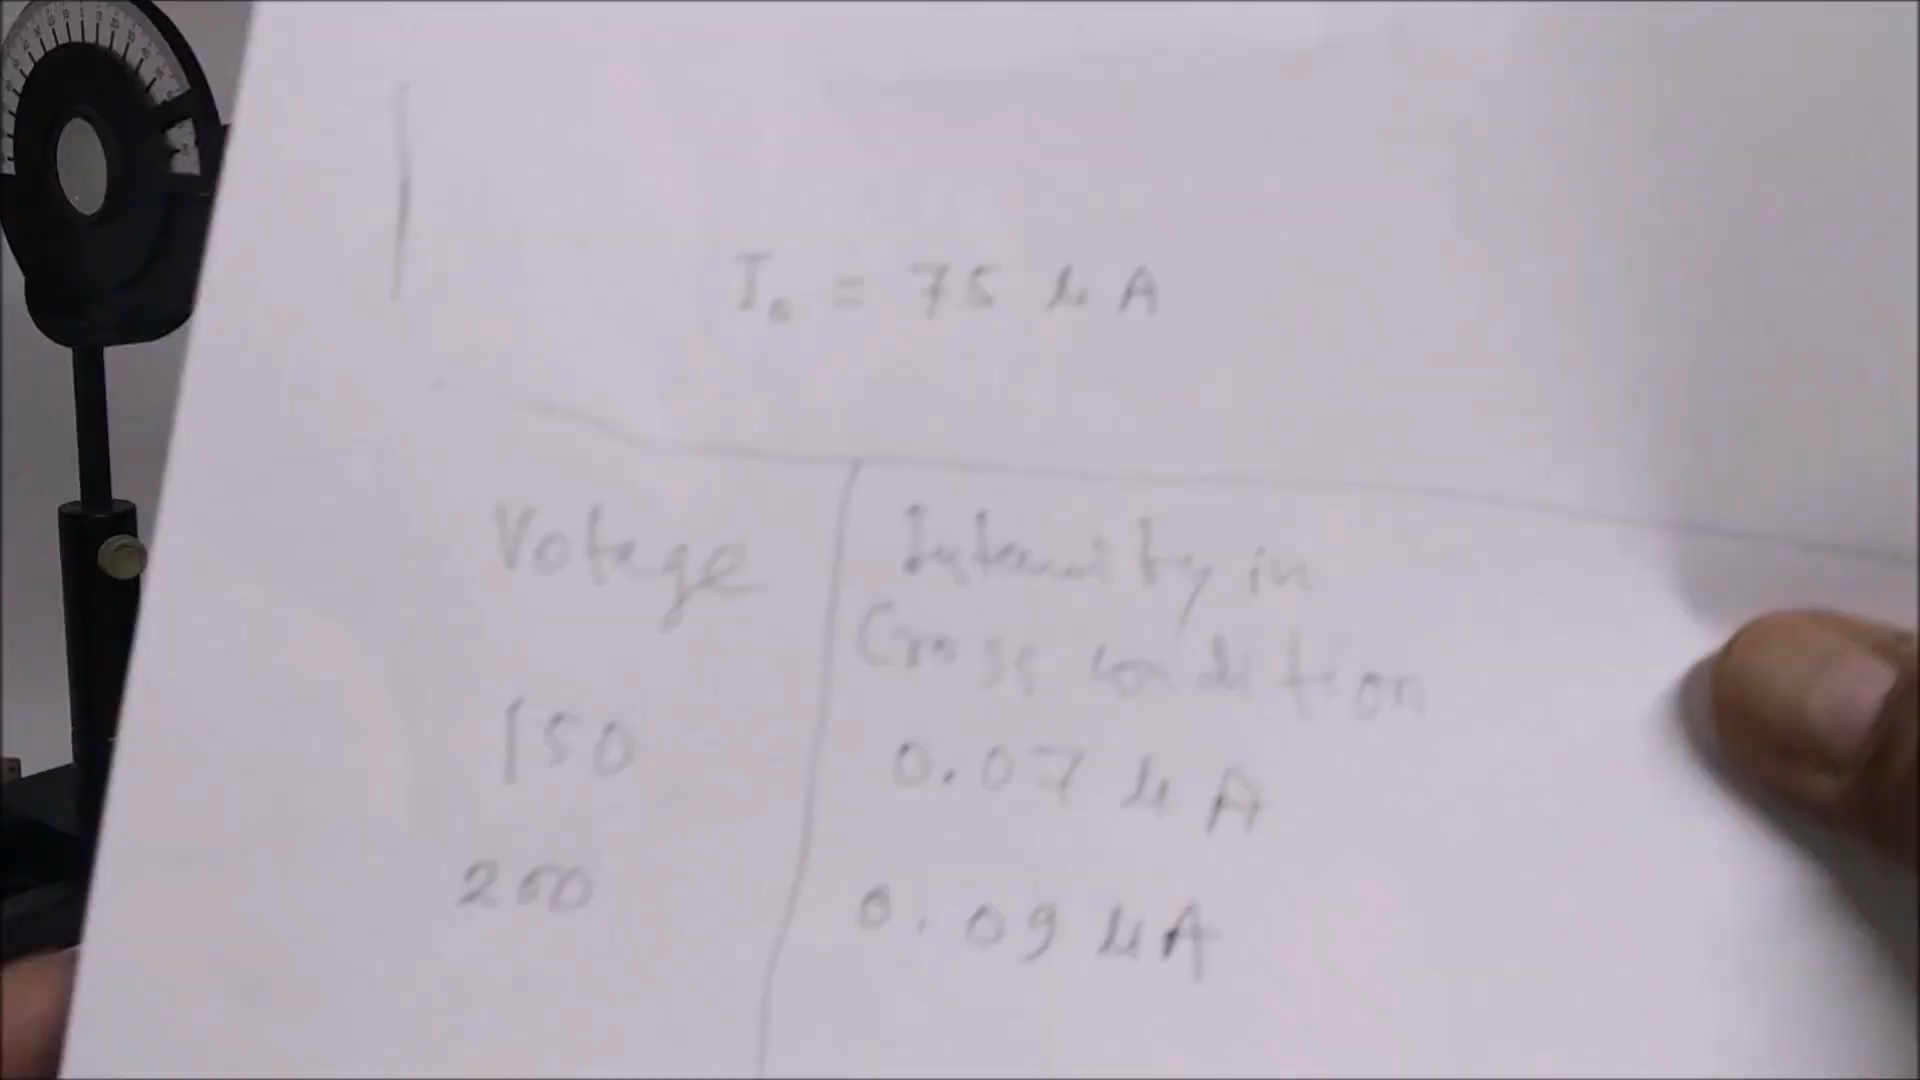 I₀ = 75 μA
Votage
Intensity in
Cross condition
150
0.07 μA
200
0.09 μA